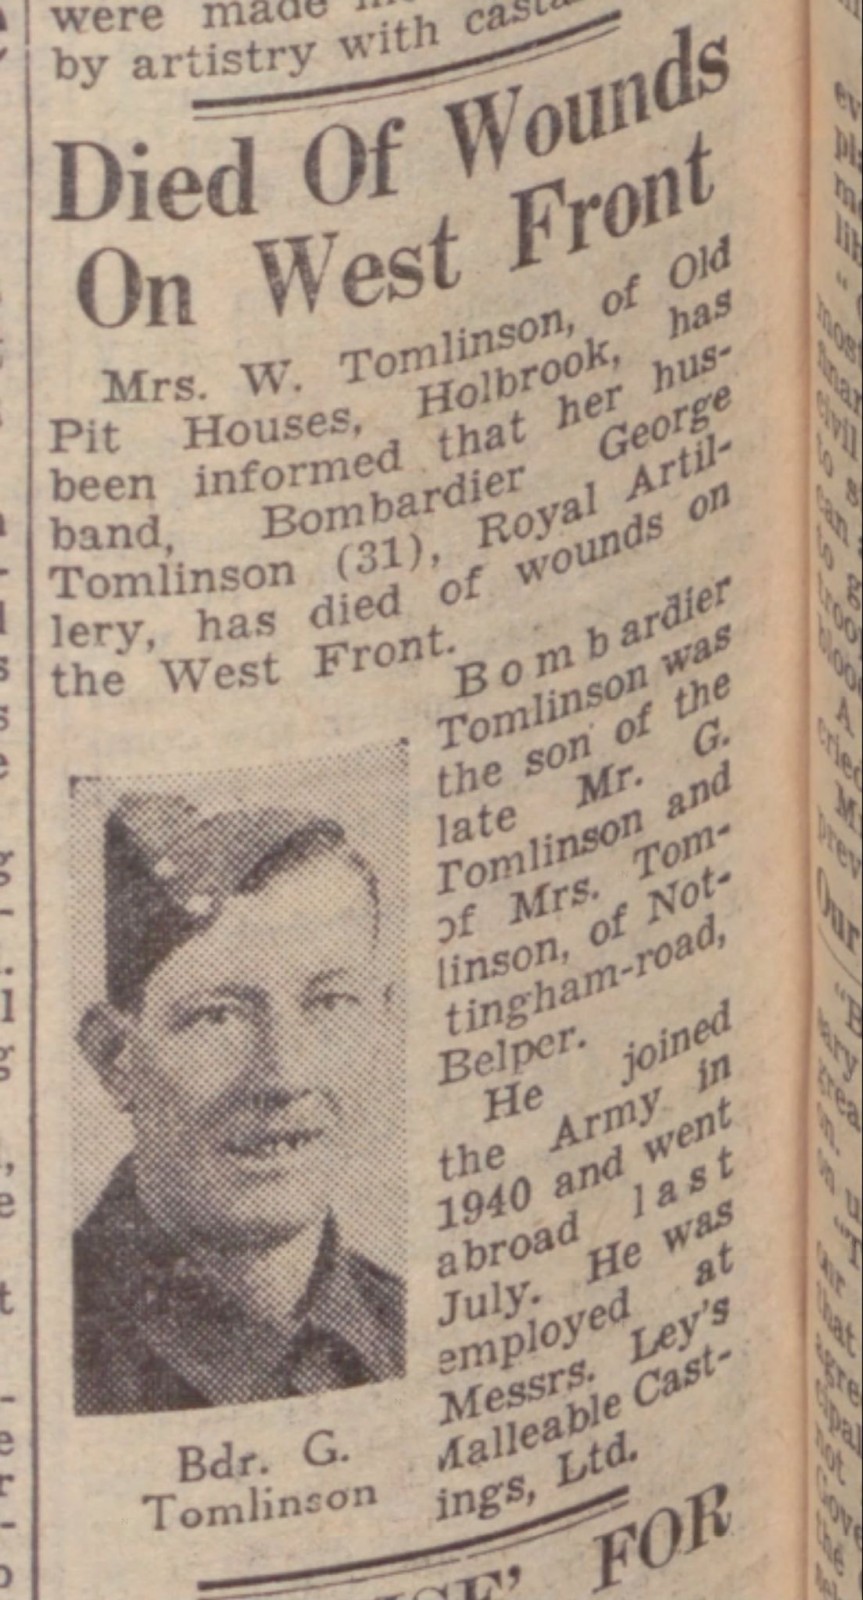 were made
by artistry with
Died Of Wounds
On West Front
Mrs. W. Tomlinson, of Old
Pit Houses, Holbrook, has
been informed that her hus-
band, Bombardier George
Tomlinson (31), Royal Artil-
lery, has died of wounds on
the West Front.
Bombardier
Tomlinson was
the son of the
late Mr. G.
Tomlinson and
of Mrs. Tom-
linson, of Not-
tingham-road,
Belper.
He joined
the Army in
1940 and went
abroad last
July. He was
employed at
Messrs. Ley's
Malleable Cast-
ings, Ltd.
Bdr. G.
Tomlinson
FOR